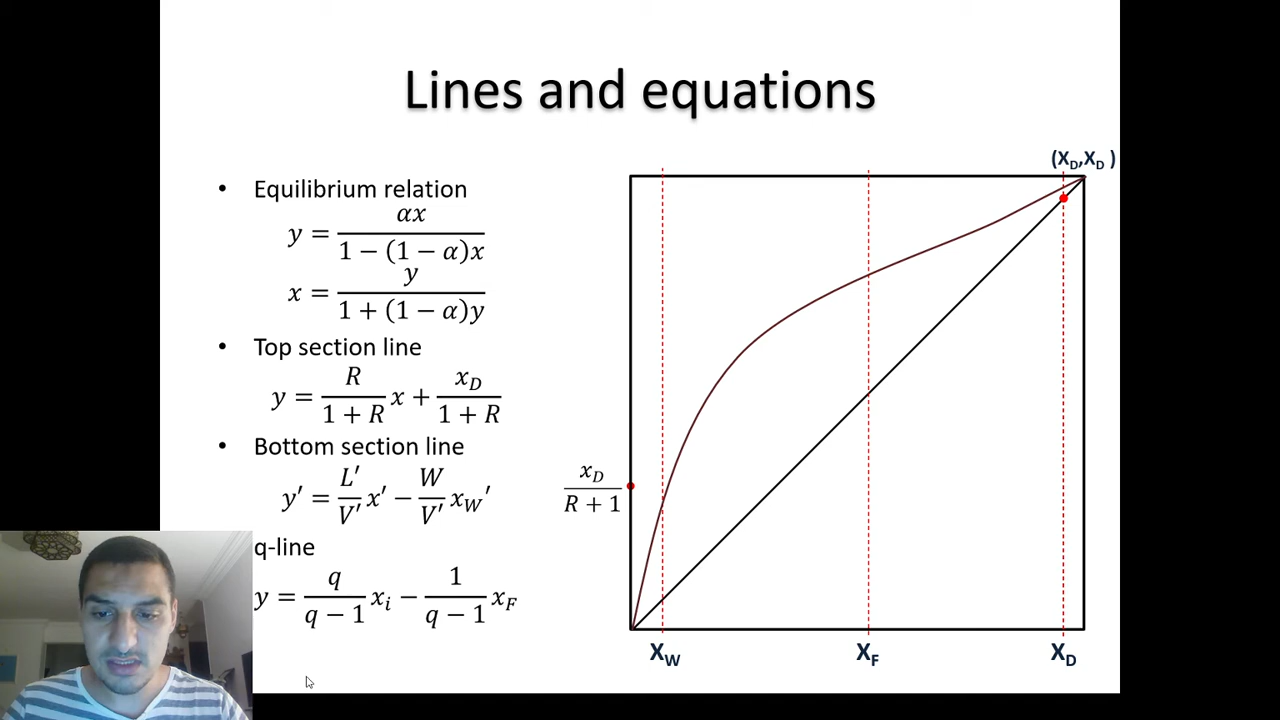 Lines and equations
• Equilibrium relation
y = αx / (1 − (1 − α)x)
x = y / (1 + (1 − α)y)
• Top section line
y = R / (1 + R) x + x_D / (1 + R)
• Bottom section line
y′ = L′ / V′ x′ − W / V′ x_W′
q-line
y = q / (q − 1) x_i − 1 / (q − 1) x_F
(X_D,X_D )
x_D / (R + 1)
X_W X_F X_D